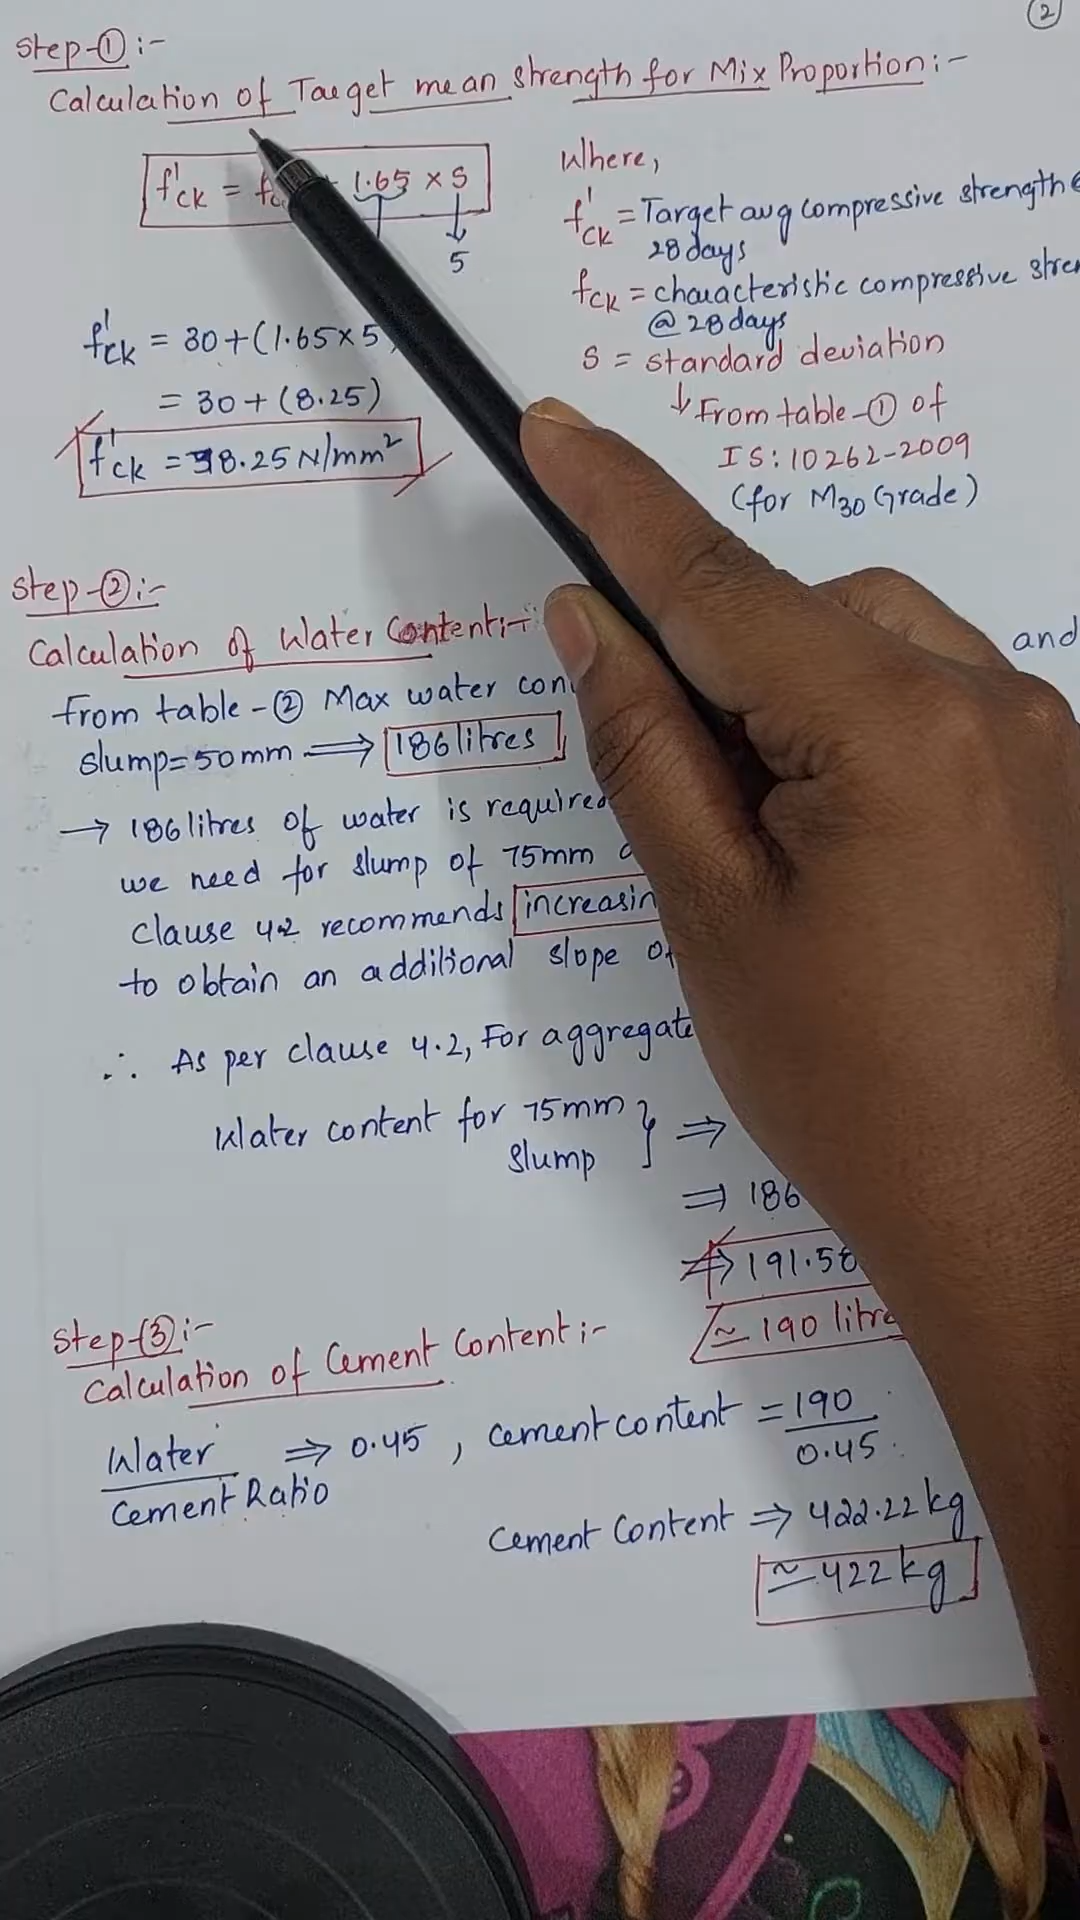 2
Step-①:-
Calculation of Target mean strength for Mix Proportion:-
f'ck = 1.65 × S
5
Where,
f'ck = Target avg compressive strength @
28 days
fck = characteristic compressive
@ 28 days
S = standard deviation
↓ From table-① of
IS: 10262-2009
(for M30 Grade)
f'ck = 30+(1.65×5
= 30+(8.25)
f'ck = 38.25 N/mm²
Step-②:-
Calculation of Water Content:-
and
From table-② Max water
slump=50mm ⟹ 186 litres
→ 186 litres of water is required
we need for slump of 75mm
clause 4.2 recommends
to obtain an additional slope of
∴ As per clause 4.2, For aggregate
Water content for 75mm } ⇒
slump
⇒ 186
⇒ 191.58
≃ 190
Step-③:-
Calculation of Cement Content:-
Water ⇒ 0.45, cement content = 190
Cement Ratio 0.45
Cement Content ⇒ 422.22 kg
≃ 422 kg